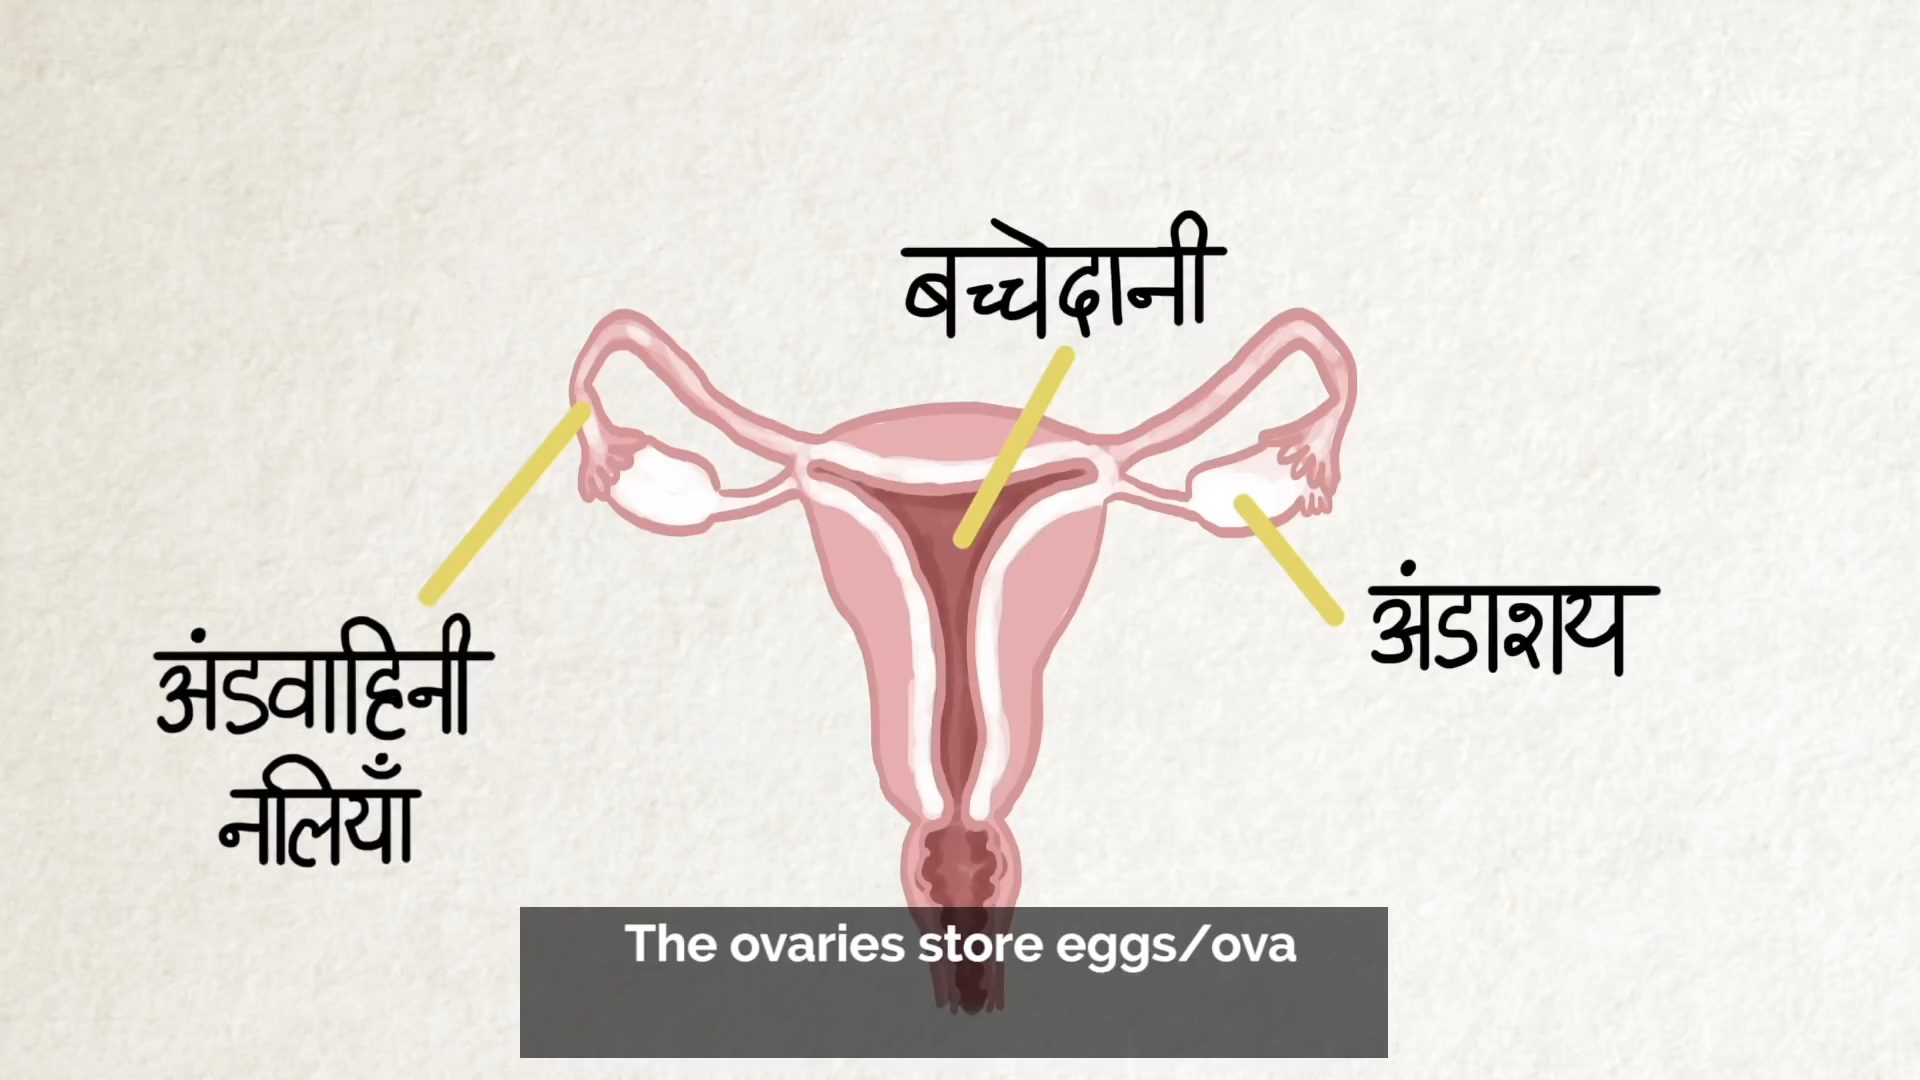 बच्चेदानी
अंडाशय
अंडवाहिनी
नलियाँ
The ovaries store eggs/ova